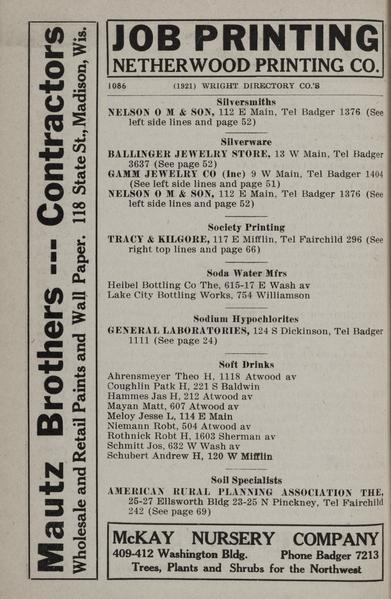 JOB PRINTING
NETHERWOOD PRINTING CO.
1086 (1921) WRIGHT DIRECTORY CO.'S
Silversmiths
NELSON O M & SON, 112 E Main, Tel Badger 1376 (See
left side lines and page 52)
Silverware
BALLINGER JEWELRY STORE, 13 W Main, Tel Badger
3637 (See page 52)
GAMM JEWELRY CO (Inc) 9 W Main, Tel Badger 1404
(See left side lines and page 51)
NELSON O M & SON, 112 E Main, Tel Badger 1376 (See
left side lines and page 52)
Society Printing
TRACY & KILGORE, 117 E Mifflin, Tel Fairchild 296 (See
right top lines and page 66)
Soda Water Mfrs
Heibel Bottling Co The, 615-17 E Wash av
Lake City Bottling Works, 754 Williamson
Sodium Hypochlorites
GENERAL LABORATORIES, 124 S Dickinson, Tel Badger
1111 (See page 24)
Soft Drinks
Ahrensmeyer Theo H, 1118 Atwood av
Coughlin Patk H, 221 S Baldwin
Hammes Jas H, 212 Atwood av
Mayan Matt, 607 Atwood av
Meloy Jesse L, 114 E Main
Niemann Robt, 504 Atwood av
Rothnick Robt H, 1603 Sherman av
Schmitt Jos, 632 W Wash av
Schubert Andrew H, 120 W Mifflin
Soil Specialists
AMERICAN RURAL PLANNING ASSOCIATION THE,
25-27 Ellsworth Bldg 23-25 N Pinckney, Tel Fairchild
242 (See page 69)
McKAY NURSERY COMPANY
409-412 Washington Bldg. Phone Badger 7213
Trees, Plants and Shrubs for the Northwest
Mautz Brothers --- Contractors
Wholesale and Retail Paints and Wall Paper. 118 State St., Madison, Wis.